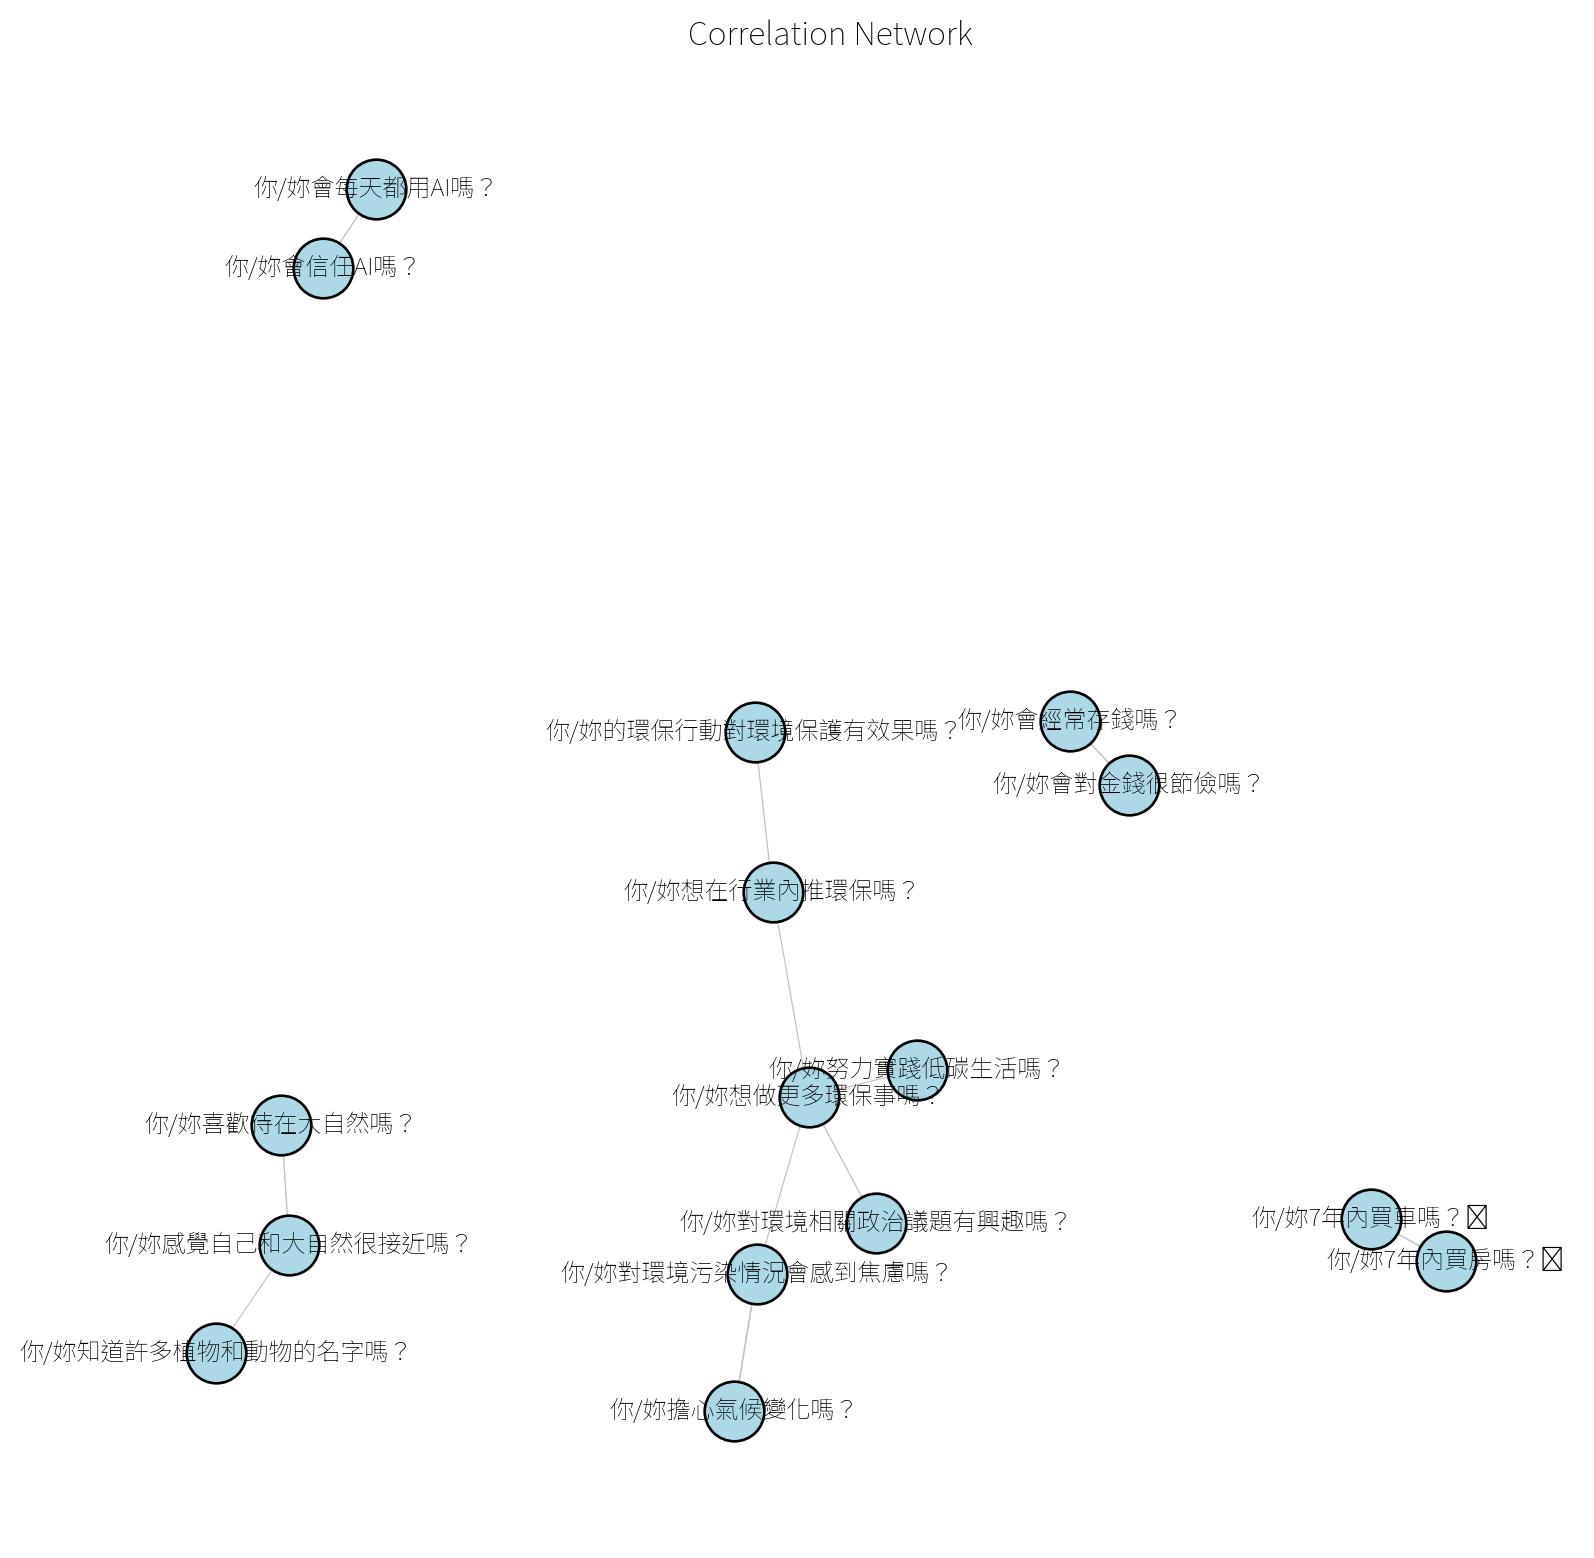 Correlation Network
你/妳會每天都用AI嗎？
你/妳會信任AI嗎？
你/妳的環保行動對環境保護有效果嗎？
你/妳會經常存錢嗎？
你/妳會對金錢很節儉嗎？
你/妳想在行業內推環保嗎？
你/妳努力實踐低碳生活嗎？
你/妳想做更多環保事嗎？
你/妳喜歡待在大自然嗎？
你/妳感覺自己和大自然很接近嗎？
你/妳知道許多植物和動物的名字嗎？
你/妳對環境相關政治議題有興趣嗎？
你/妳對環境污染情況會感到焦慮嗎？
你/妳擔心氣候變化嗎？
你/妳7年內買車嗎？
你/妳7年內買房嗎？